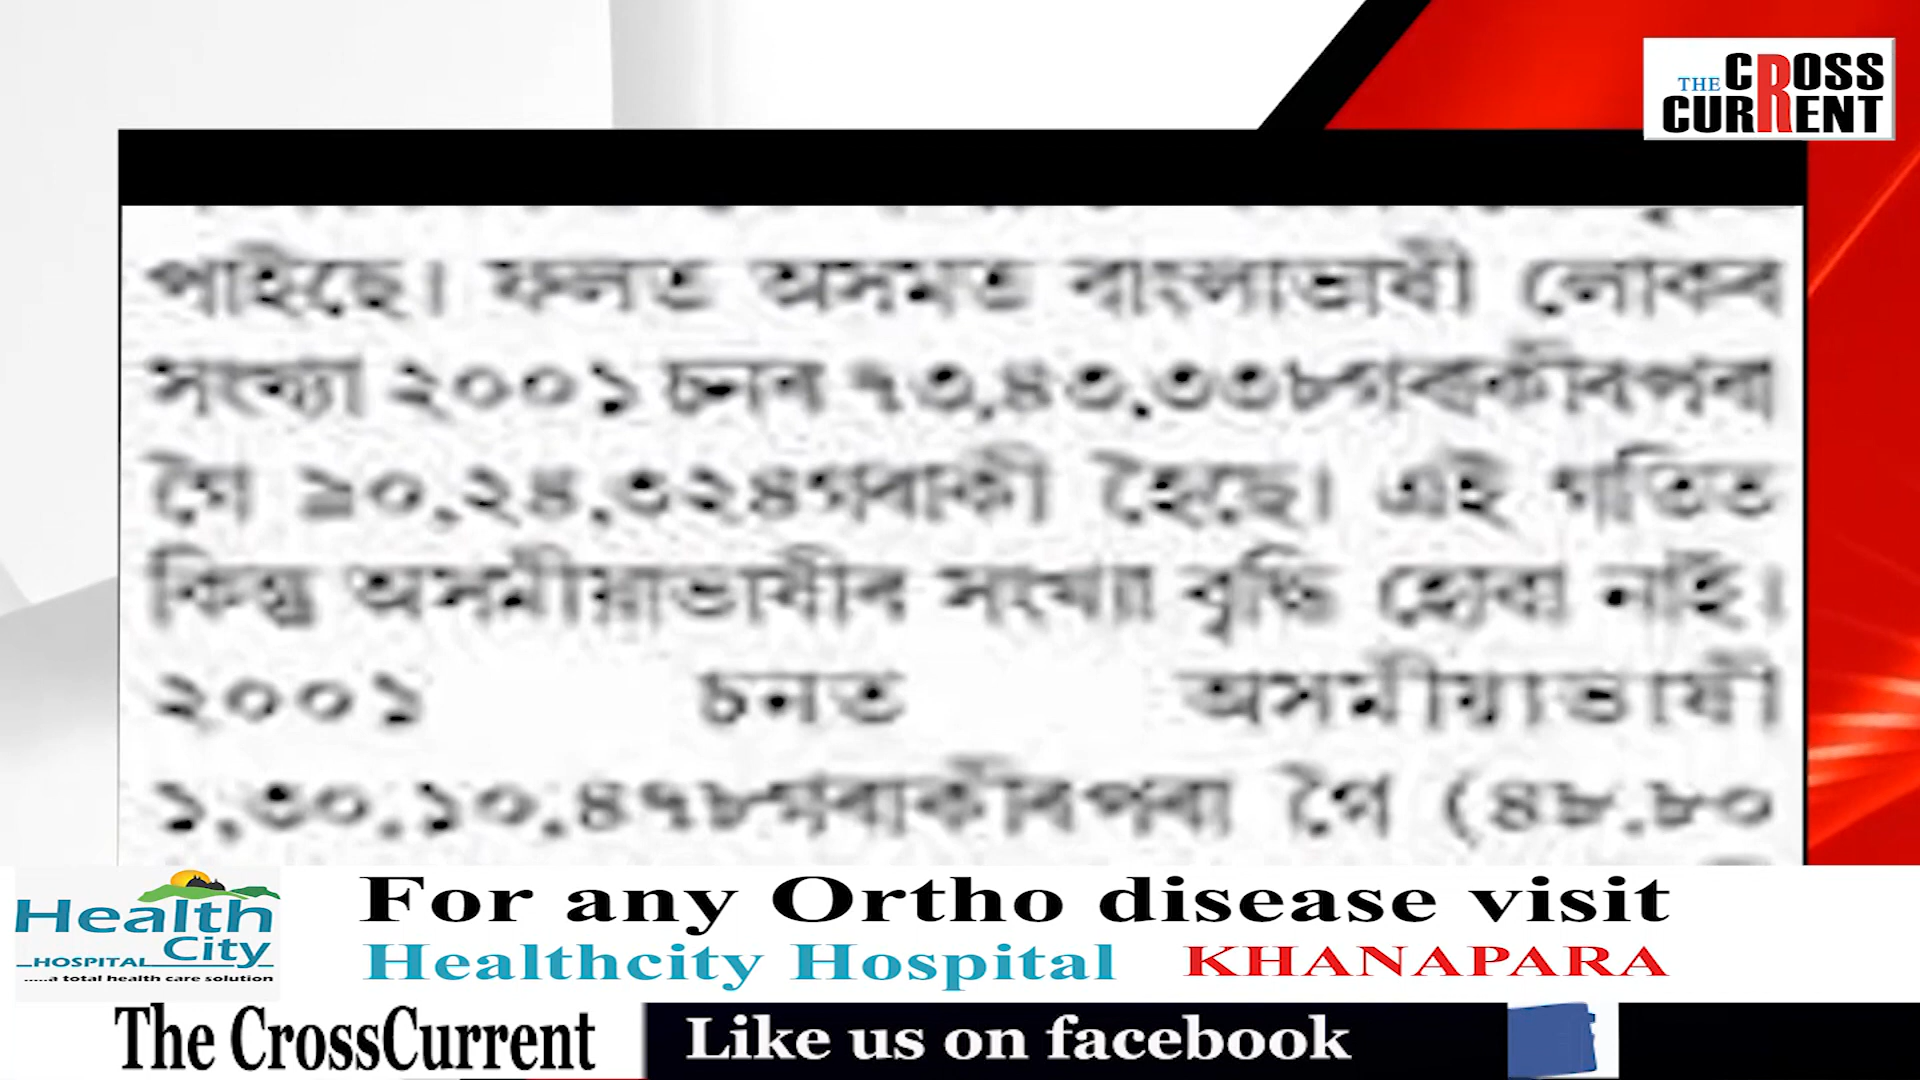 THE CROSS
CURRENT
পাইছে। ফলত অসমত বাংলাভাষী লোকৰ
সংখ্যা ২০০১ চনৰ ৭৩,৪৩,৩৩৮গৰাকীৰপৰা
গৈ ৯০,২৪,৩২৪গৰাকী হৈছে। এই গতিত
কিন্তু অসমীয়াভাষীৰ সংখ্যা বৃদ্ধি হোৱা নাই।
২০০১ চনত অসমীয়াভাষী
১,৩০,১০,৪৭৮গৰাকীৰপৰা গৈ (৪৮.৮০
Health
City
HOSPITAL
.....a total health care solution
For any Ortho disease visit
Healthcity Hospital KHANAPARA
The CrossCurrent Like us on facebook